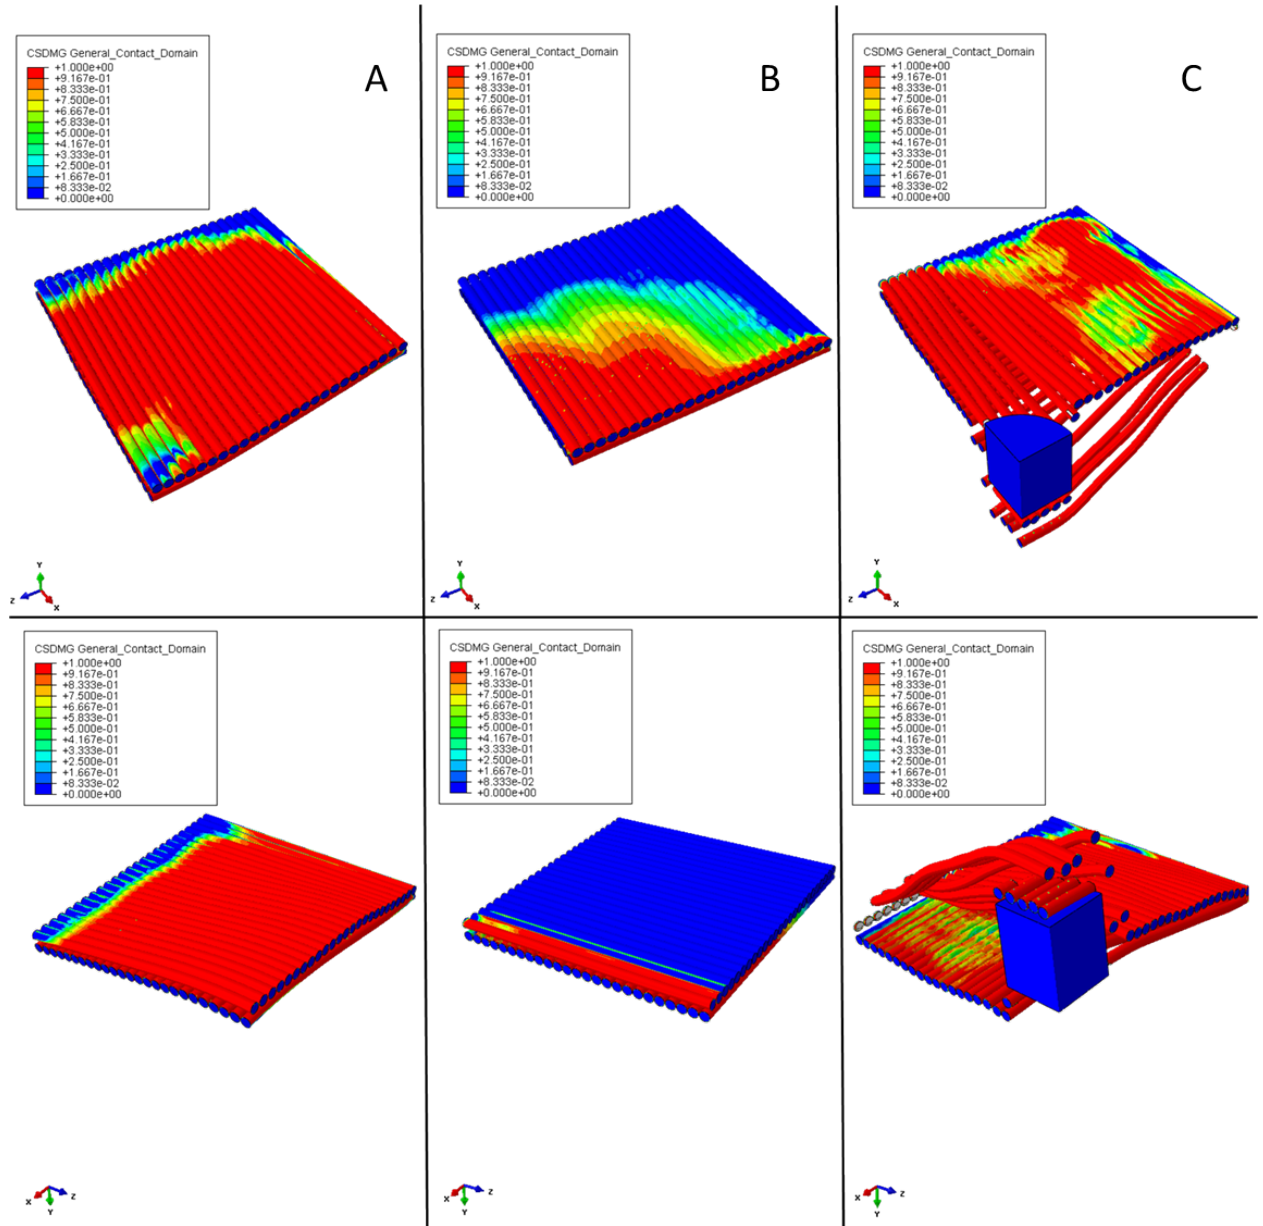 CSDMG General_Contact_Domain
+1.000e+00
+9.167e-01
+8.333e-01
+7.500e-01
+6.667e-01
+5.833e-01
+5.000e-01
+4.167e-01
+3.333e-01
+2.500e-01
+1.667e-01
+8.333e-02
+0.000e+00
A
Y
Z
X
CSDMG General_Contact_Domain
+1.000e+00
+9.167e-01
+8.333e-01
+7.500e-01
+6.667e-01
+5.833e-01
+5.000e-01
+4.167e-01
+3.333e-01
+2.500e-01
+1.667e-01
+8.333e-02
+0.000e+00
B
Y
Z
X
CSDMG General_Contact_Domain
+1.000e+00
+9.167e-01
+8.333e-01
+7.500e-01
+6.667e-01
+5.833e-01
+5.000e-01
+4.167e-01
+3.333e-01
+2.500e-01
+1.667e-01
+8.333e-02
+0.000e+00
C
Y
Z
X
CSDMG General_Contact_Domain
+1.000e+00
+9.167e-01
+8.333e-01
+7.500e-01
+6.667e-01
+5.833e-01
+5.000e-01
+4.167e-01
+3.333e-01
+2.500e-01
+1.667e-01
+8.333e-02
+0.000e+00
X
Z
Y
CSDMG General_Contact_Domain
+1.000e+00
+9.167e-01
+8.333e-01
+7.500e-01
+6.667e-01
+5.833e-01
+5.000e-01
+4.167e-01
+3.333e-01
+2.500e-01
+1.667e-01
+8.333e-02
+0.000e+00
X
Z
Y
CSDMG General_Contact_Domain
+1.000e+00
+9.167e-01
+8.333e-01
+7.500e-01
+6.667e-01
+5.833e-01
+5.000e-01
+4.167e-01
+3.333e-01
+2.500e-01
+1.667e-01
+8.333e-02
+0.000e+00
X
Z
Y